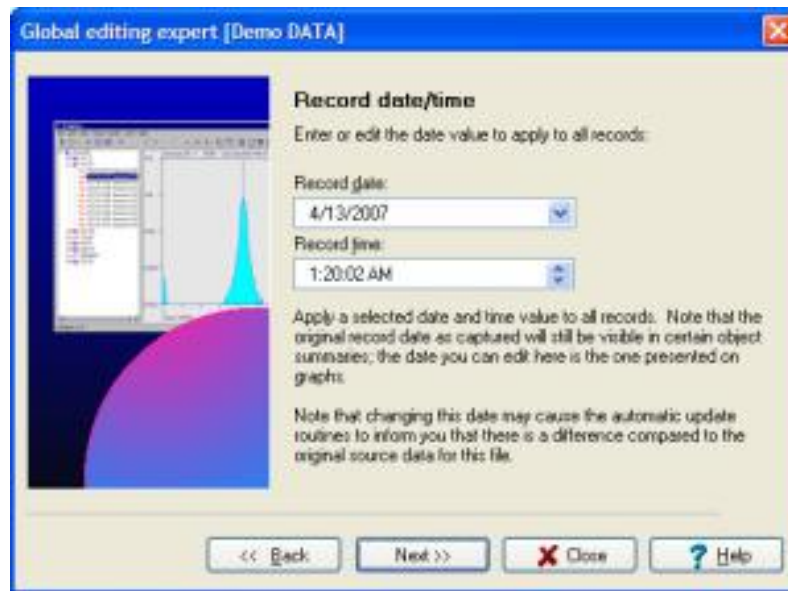 Global editing expert [Demo DATA]
Record date/time
Enter or edit the date value to apply to all records:
Record date:
4/13/2007
Record time:
1:20:02 AM
Apply a selected date and time value to all records. Note that the
original record date as captured will still be visible in certain object
summaries; the date you can edit here is the one presented on
graphs.
Note that changing this date may cause the automatic update
routines to inform you that there is a difference compared to the
original source data for this file.
<< Back
Next >>
Close
Help